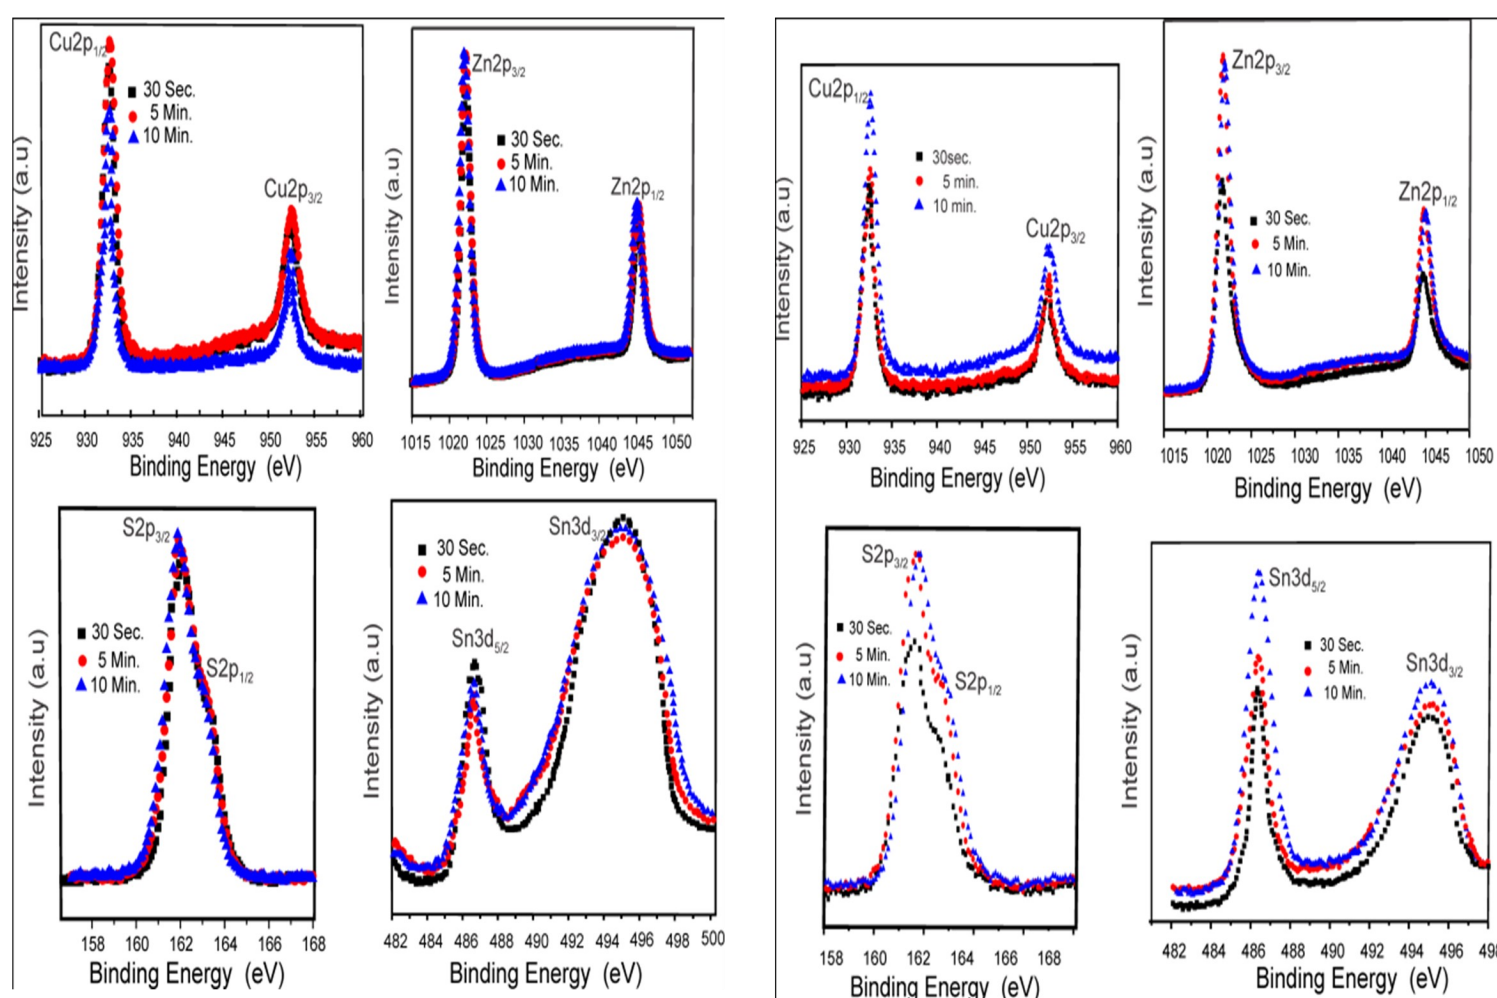 Cu2p1/2
30 Sec.
5 Min.
10 Min.
Cu2p3/2
Intensity (a.u)
925 930 935 940 945 950 955 960
Binding Energy (eV)
Zn2p3/2
30 Sec.
5 Min.
10 Min.
Zn2p1/2
Intensity (a.u)
1015 1020 1025 1030 1035 1040 1045 1050
Binding Energy (eV)
Cu2p1/2
30sec.
5 min.
10 min.
Cu2p3/2
Intensity (a.u)
925 930 935 940 945 950 955 960
Binding Energy (eV)
Zn2p3/2
30 Sec.
5 Min.
10 Min.
Zn2p1/2
Intensity (a.u)
1015 1020 1025 1030 1035 1040 1045 1050
Binding Energy (eV)
S2p3/2
30 Sec.
5 Min.
10 Min.
S2p1/2
Intensity (a.u)
158 160 162 164 166 168
Binding Energy (eV)
Sn3d3/2
30 Sec.
5 Min.
10 Min.
Sn3d5/2
Intensity (a.u)
482 484 486 488 490 492 494 495 498 500
Binding Energy (eV)
S2p3/2
30 Sec.
5 Min.
10 Min.
S2p1/2
Intensity (a.u)
158 160 162 164 166 168
Binding Energy (eV)
Sn3d5/2
30 Sec.
5 Min.
10 Min.
Sn3d3/2
Intensity (a.u)
482 484 486 488 490 492 494 495 49
Binding Energy (eV)